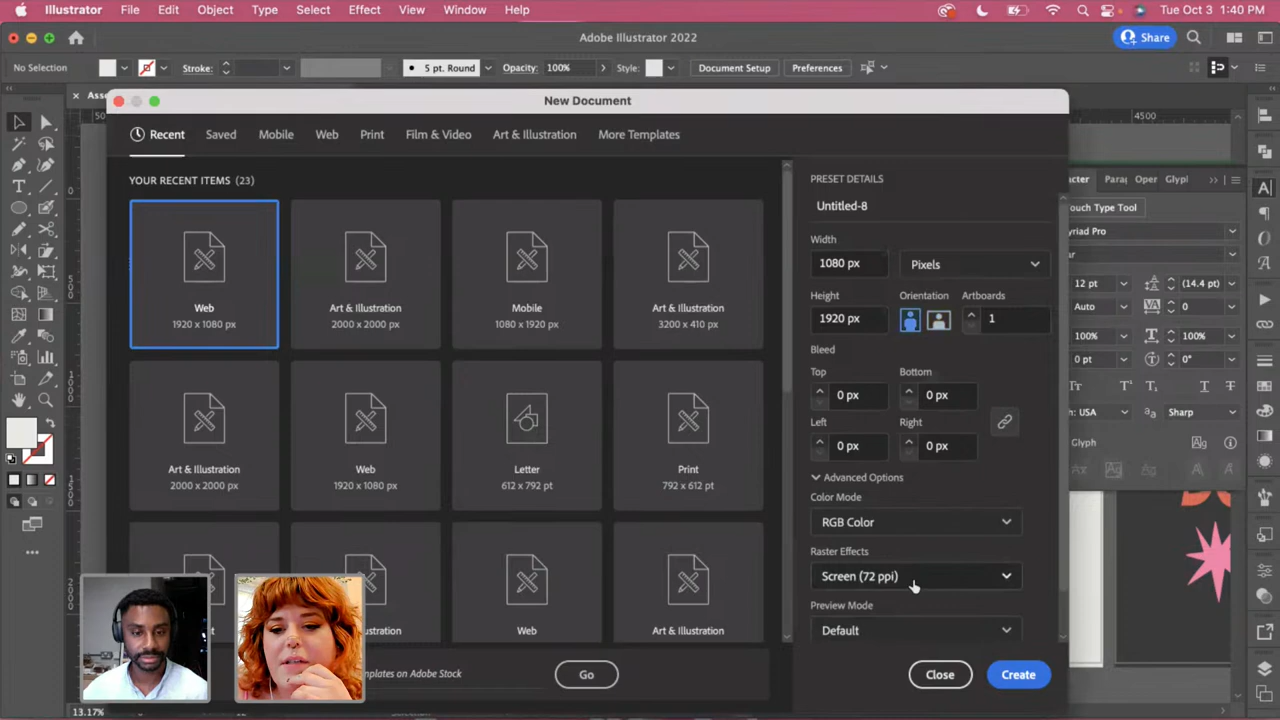 Illustrator File Edit Object Type Select Effect View Window Help Tue Oct 3 1:40 PM
Adobe Illustrator 2022 Share
No Selection Stroke: 5 pt. Round Opacity: 100% Style: Document Setup Preferences
New Document
4500
Recent Saved Mobile Web Print Film & Video Art & Illustration More Templates
YOUR RECENT ITEMS (23)
Web
1920 x 1080 px
Art & Illustration
2000 x 2000 px
Mobile
1080 x 1920 px
Art & Illustration
3200 x 410 px
Art & Illustration
2000 x 2000 px
Web
1920 x 1080 px
Letter
612 x 792 pt
Print
792 x 612 pt
Web
Art & Illustration
Go
PRESET DETAILS
Untitled-8
Width
1080 px Pixels
Height Orientation Artboards
1920 px 1
Bleed
Top Bottom
0 px 0 px
Left Right
0 px 0 px
Advanced Options
Color Mode
RGB Color
Raster Effects
Screen (72 ppi)
Preview Mode
Default
Close Create
Touch Type Tool
12 pt (14.4 pt)
Auto 0
100% 100%
0 pt 0°
USA Sharp
Glyph
13.17%